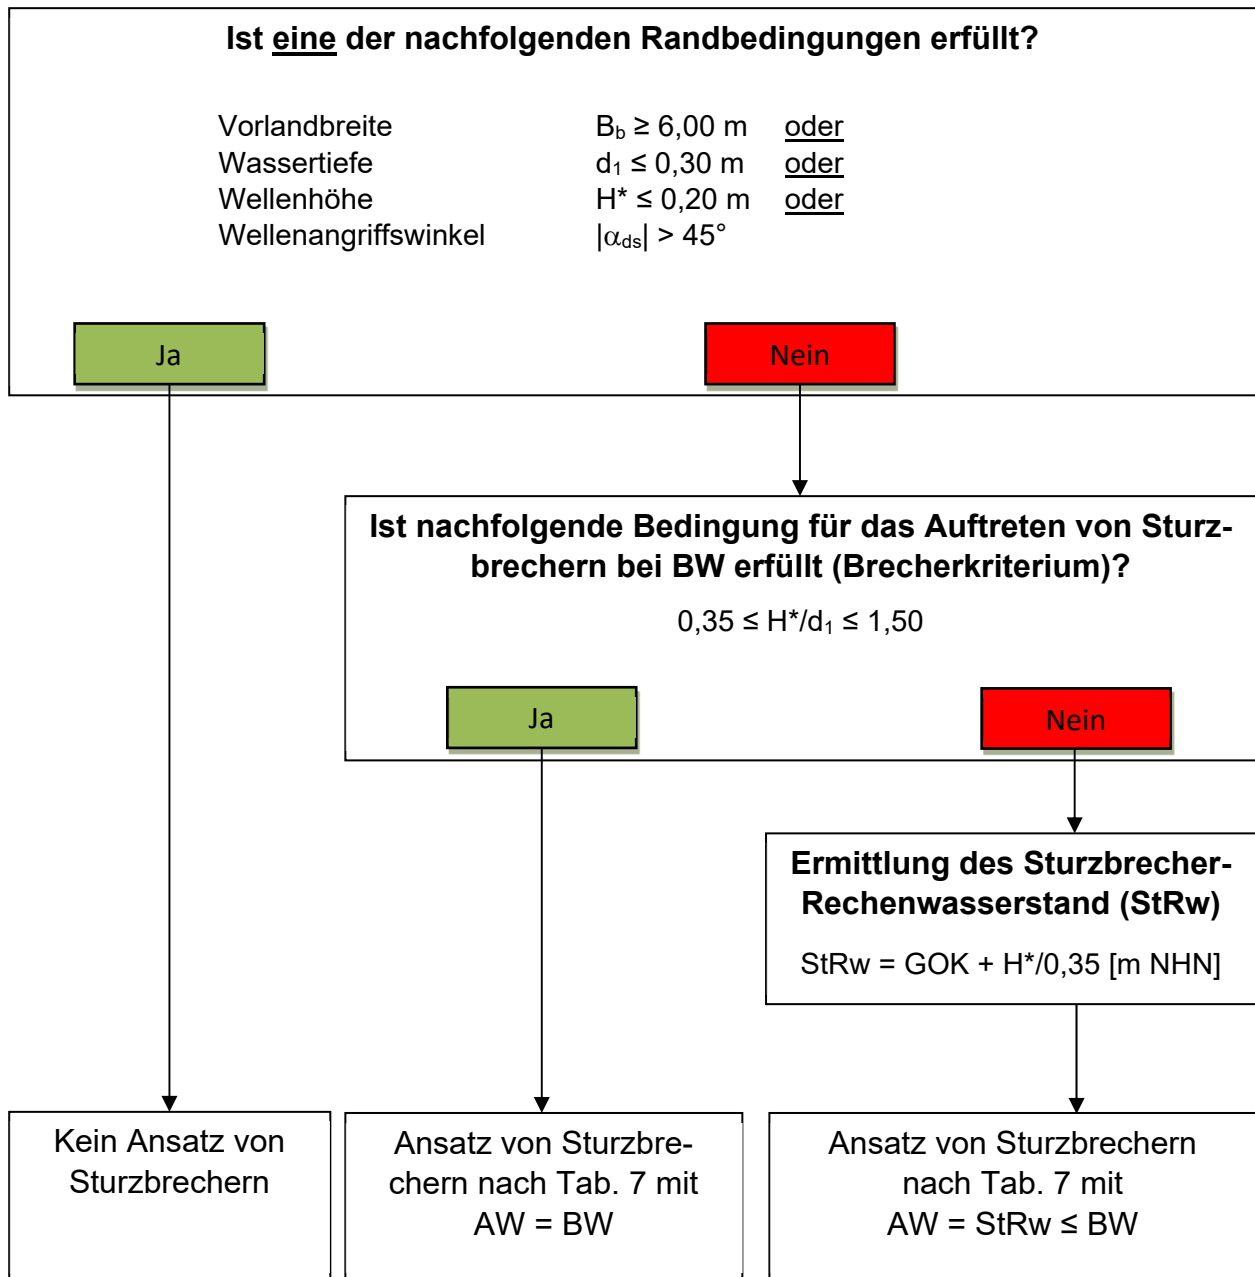 Ist eine der nachfolgenden Randbedingungen erfüllt?
Vorlandbreite B_b ≥ 6,00 m oder
Wassertiefe d_1 ≤ 0,30 m oder
Wellenhöhe H* ≤ 0,20 m oder
Wellenangriffswinkel |α_ds| > 45°
Ja
Nein
Ist nachfolgende Bedingung für das Auftreten von Sturz-
brechern bei BW erfüllt (Brecherkriterium)?
0,35 ≤ H*/d_1 ≤ 1,50
Ja
Nein
Ermittlung des Sturzbrecher-
Rechenwasserstand (StRw)
StRw = GOK + H*/0,35 [m NHN]
Kein Ansatz von
Sturzbrechern
Ansatz von Sturzbre-
chern nach Tab. 7 mit
AW = BW
Ansatz von Sturzbrechern
nach Tab. 7 mit
AW = StRw ≤ BW